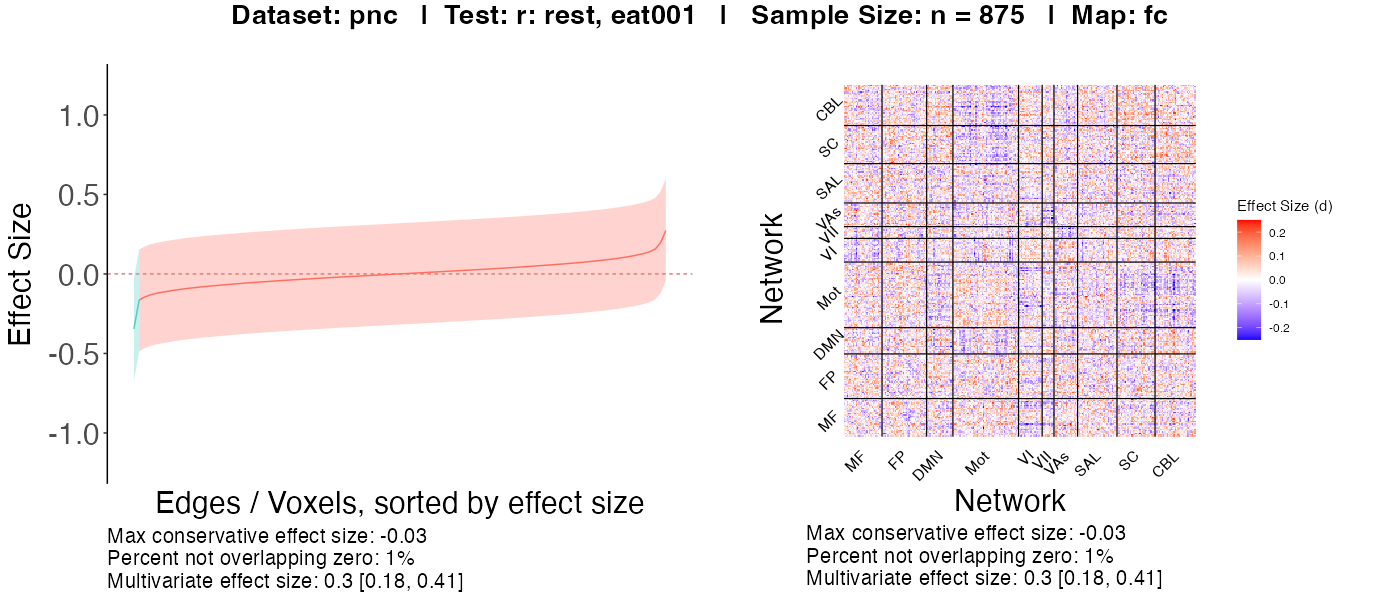 Dataset: pnc | Test: r: rest, eat001 | Sample Size: n = 875 | Map: fc
Effect Size
1.0
0.5
0.0
-0.5
-1.0
Edges / Voxels, sorted by effect size
Max conservative effect size: -0.03
Percent not overlapping zero: 1%
Multivariate effect size: 0.3 [0.18, 0.41]
Network
CBL
SC
SAL
VAs
VII
VI
Mot
DMN
FP
MF
MF
FP
DMN
Mot
VI
VII
VAs
SAL
SC
CBL
Network
Max conservative effect size: -0.03
Percent not overlapping zero: 1%
Multivariate effect size: 0.3 [0.18, 0.41]
Effect Size (d)
0.2
0.1
0.0
-0.1
-0.2